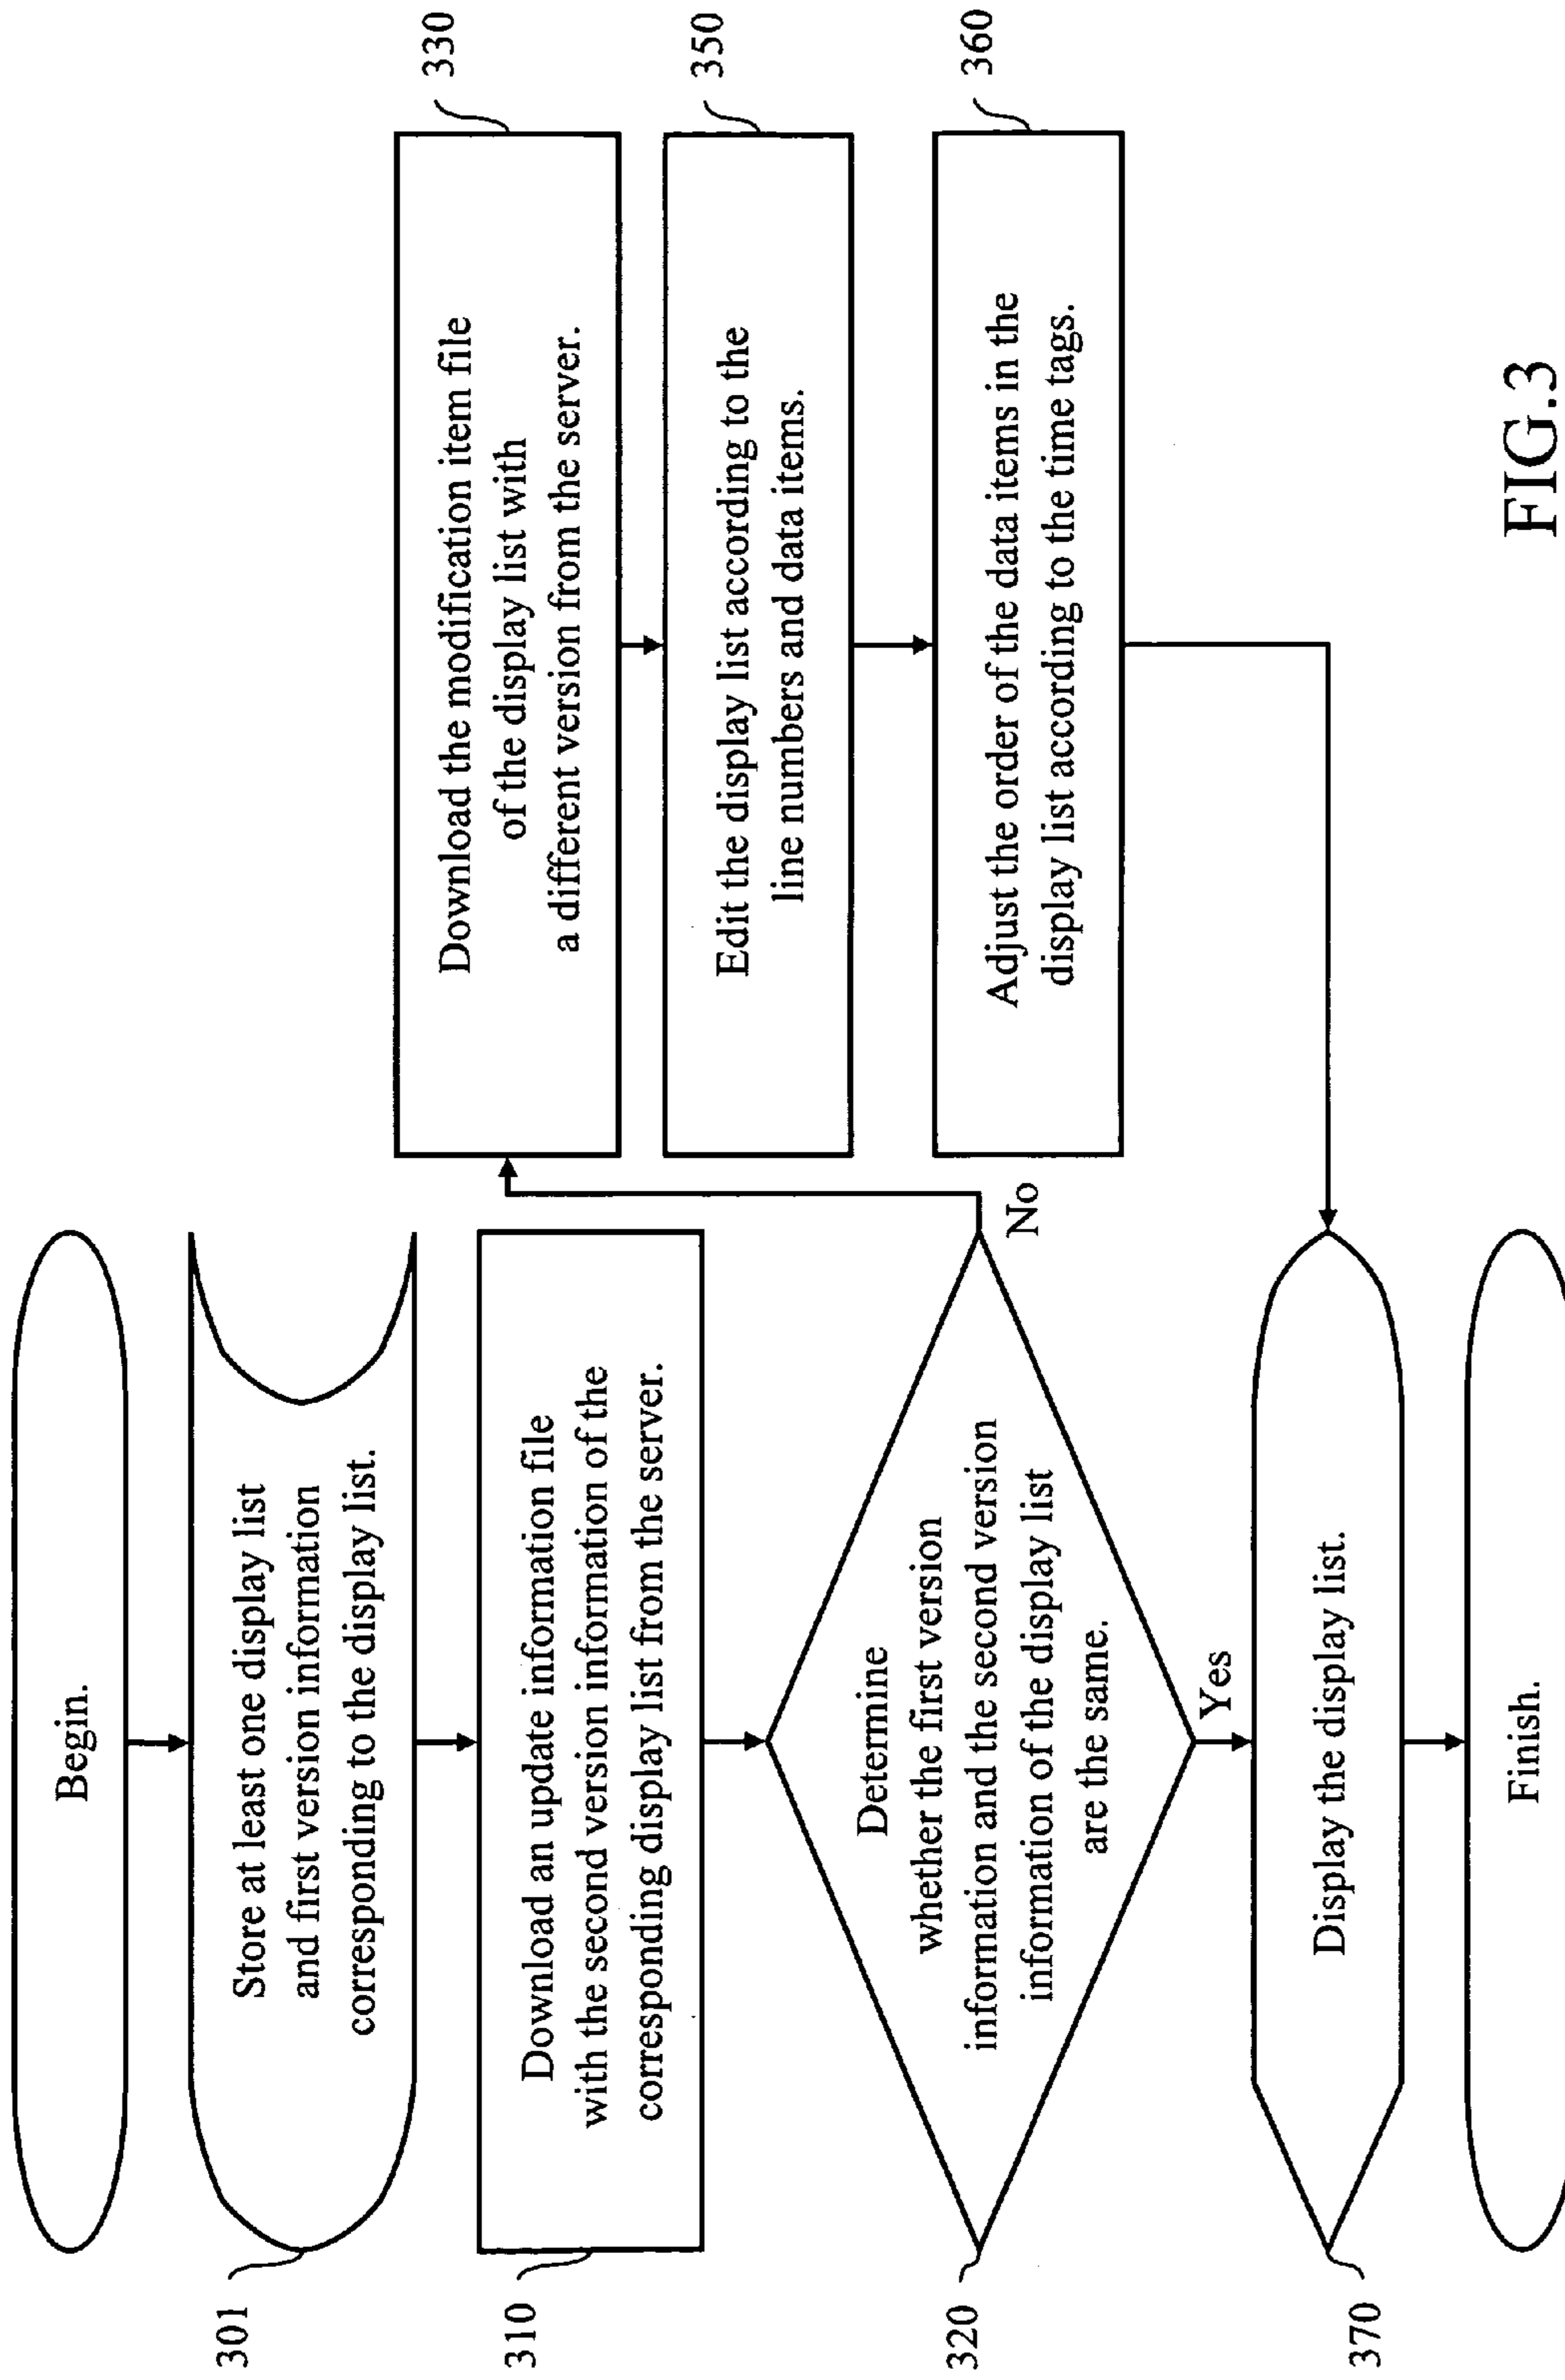 Begin.
301
Store at least one display list
and first version information
corresponding to the display list.
310
Download an update information file
with the second version information of the
corresponding display list from the server.
320
Determine
whether the first version
information and the second version
information of the display list
are the same.
No
Yes
330
Download the modification item file
of the display list with
a different version from the server.
350
Edit the display list according to the
line numbers and data items.
360
Adjust the order of the data items in the
display list according to the time tags.
370
Display the display list.
Finish.
FIG.3